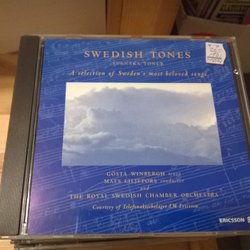 SWEDISH TONES
SVENSKA TONER
A selection of Sweden's most beloved songs
GÖSTA WINBERGH tenor
MATS LILJEFORS conductor
and
THE ROYAL SWEDISH CHAMBER ORCHESTRA
Courtesy of Telefonaktiebolaget LM Ericsson
ERICSSON